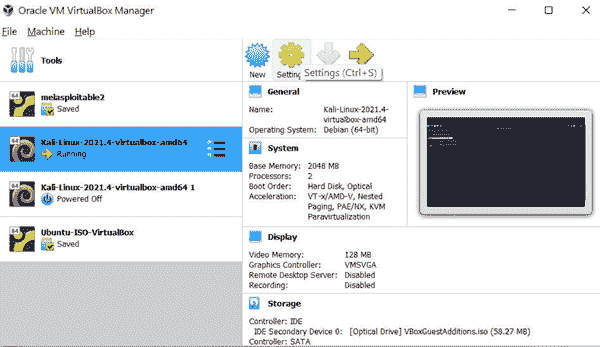 Oracle VM VirtualBox Manager
File Machine Help
Tools
New
Settings (Ctrl+S)
melasploitable2
Saved
Kali-Linux-2021.4-virtualbox-amd64
Running
Kali-Linux-2021.4-virtualbox-amd64 1
Powered Off
Ubuntu-ISO-VirtualBox
Saved
General
Name: Kali-Linux-2021.4-
virtualbox-amd64
Operating System: Debian (64-bit)
System
Base Memory: 2048 MB
Processors: 2
Boot Order: Hard Disk, Optical
Acceleration: VT-x/AMD-V, Nested
Paging, PAE/NX, KVM
Paravirtualization
Display
Video Memory: 128 MB
Graphics Controller: VMSVGA
Remote Desktop Server: Disabled
Recording: Disabled
Storage
Controller: IDE
IDE Secondary Device 0: [Optical Drive] VBoxGuestAdditions.iso (58.27 MB)
Controller: SATA
Preview